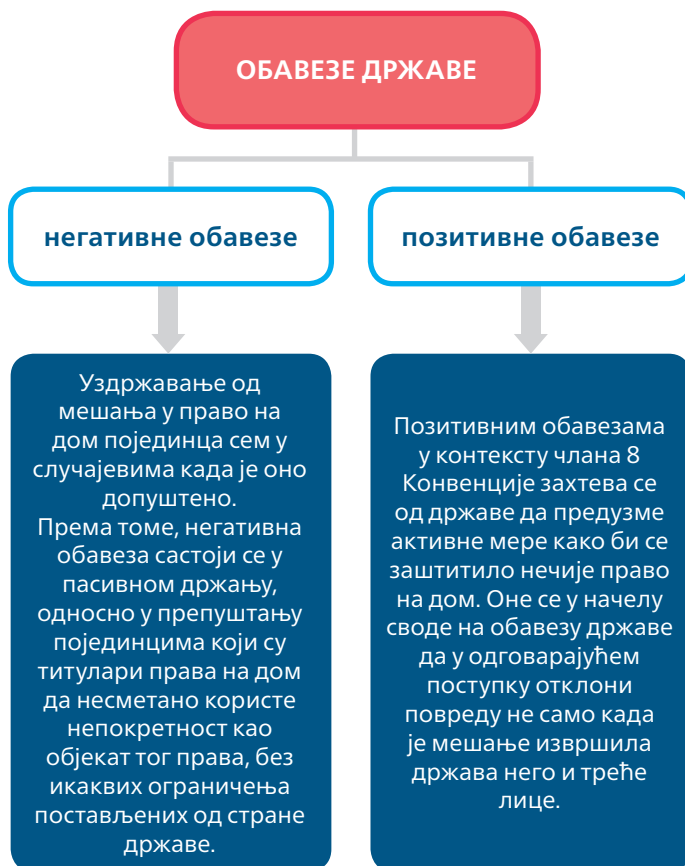 ОБАВЕЗЕ ДРЖАВЕ
негативне обавезе
позитивне обавезе
Уздржавање од
мешања у право на
дом појединца сем у
случајевима када је оно
допуштено.
Према томе, негативна
обавеза састоји се у
пасивном држању,
односно у препуштању
појединцима који су
титулари права на дом
да несметано користе
непокретност као
објекат тог права, без
икаквих ограничења
постављених од стране
државе.
Позитивним обавезама
у контексту члана 8
Конвенције захтева се
од државе да предузме
активне мере како би се
заштитило нечије право
на дом. Оне се у начелу
своде на обавезу државе
да у одговарајућем
поступку отклони
повреду не само када
је мешање извршила
држава него и треће
лице.